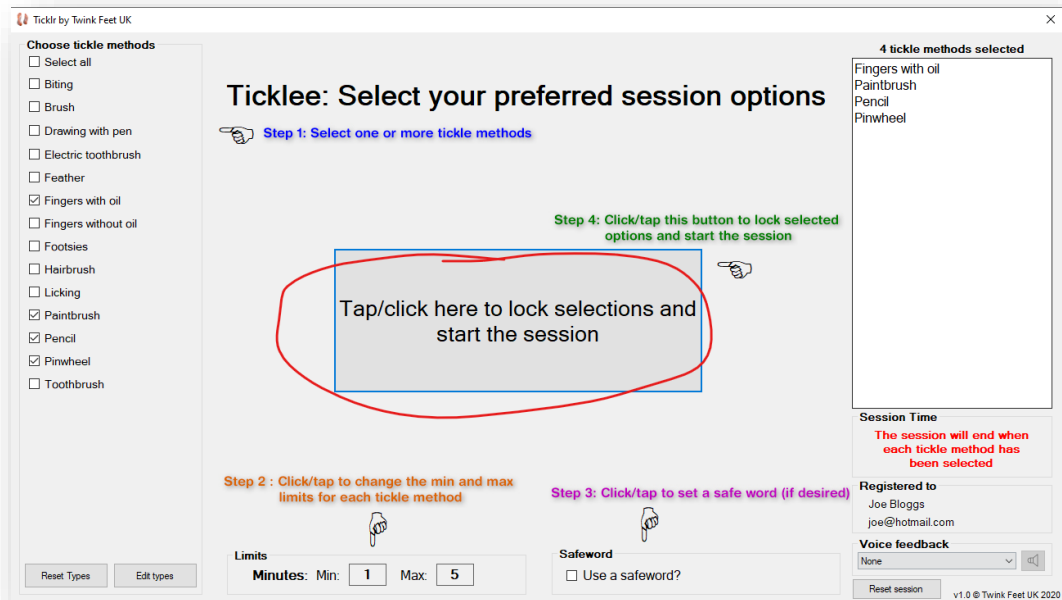 Ticklr by Twink Feet UK
Choose tickle methods
Select all
Biting
Brush
Drawing with pen
Electric toothbrush
Feather
Fingers with oil
Fingers without oil
Footsies
Hairbrush
Licking
Paintbrush
Pencil
Pinwheel
Toothbrush
Reset Types
Edit types
Ticklee: Select your preferred session options
Step 1: Select one or more tickle methods
Step 4: Click/tap this button to lock selected
options and start the session
Tap/click here to lock selections and
start the session
Step 2 : Click/tap to change the min and max
limits for each tickle method
Step 3: Click/tap to set a safe word (if desired)
Limits
Minutes: Min: 1 Max: 5
Safeword
Use a safeword?
4 tickle methods selected
Fingers with oil
Paintbrush
Pencil
Pinwheel
Session Time
The session will end when
each tickle method has
been selected
Registered to
Joe Bloggs
joe@hotmail.com
Voice feedback
None
Reset session
v1.0 © Twink Feet UK 2020